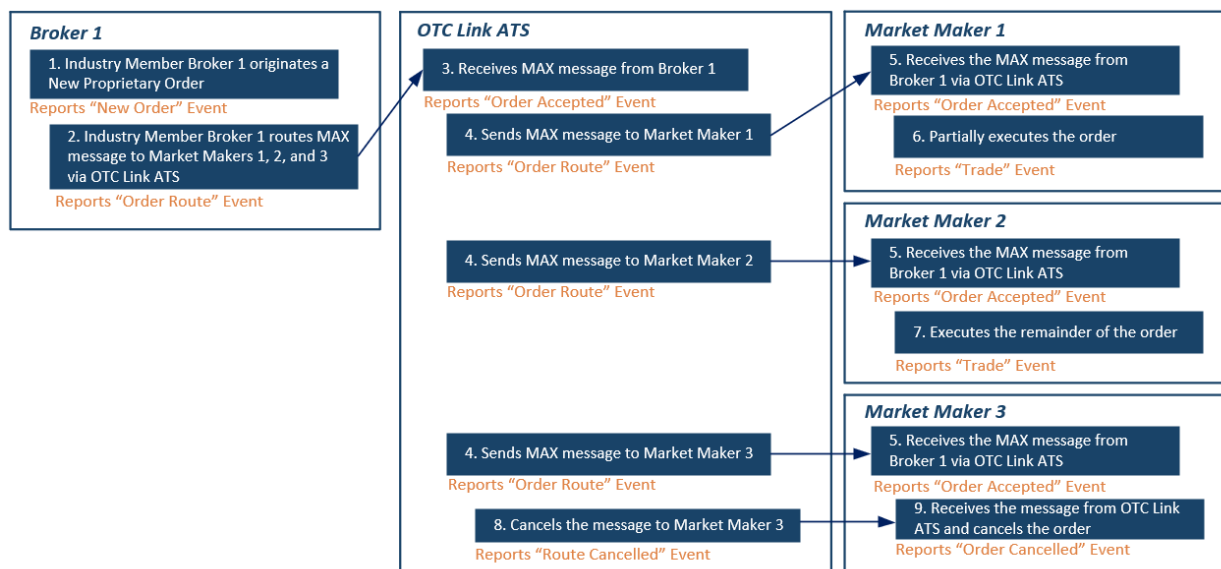 Broker 1
1. Industry Member Broker 1 originates a
New Proprietary Order
Reports “New Order” Event
2. Industry Member Broker 1 routes MAX
message to Market Makers 1, 2, and 3
via OTC Link ATS
Reports “Order Route” Event
OTC Link ATS
3. Receives MAX message from Broker 1
Reports “Order Accepted” Event
4. Sends MAX message to Market Maker 1
Reports “Order Route” Event
4. Sends MAX message to Market Maker 2
Reports “Order Route” Event
4. Sends MAX message to Market Maker 3
Reports “Order Route” Event
8. Cancels the message to Market Maker 3
Reports “Route Cancelled” Event
Market Maker 1
5. Receives the MAX message from
Broker 1 via OTC Link ATS
Reports “Order Accepted” Event
6. Partially executes the order
Reports “Trade” Event
Market Maker 2
5. Receives the MAX message from
Broker 1 via OTC Link ATS
Reports “Order Accepted” Event
7. Executes the remainder of the order
Reports “Trade” Event
Market Maker 3
5. Receives the MAX message from
Broker 1 via OTC Link ATS
Reports “Order Accepted” Event
9. Receives the message from OTC Link
ATS and cancels the order
Reports “Order Cancelled” Event